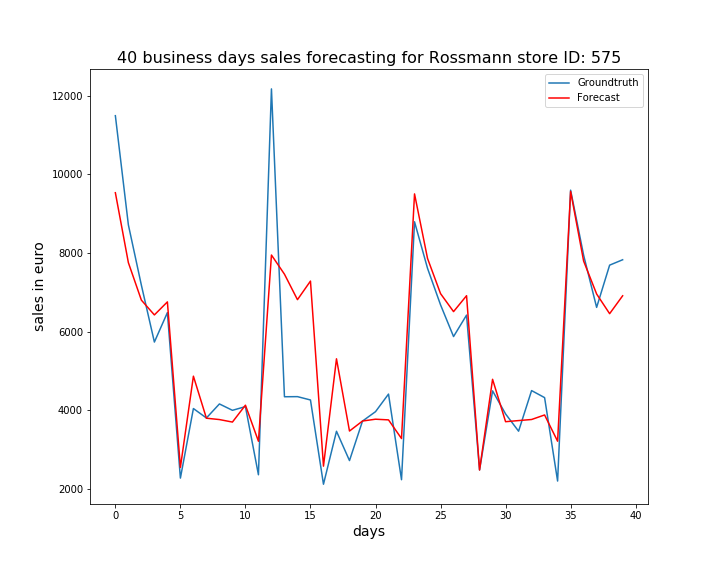 40 business days sales forecasting for Rossmann store ID: 575
Groundtruth
Forecast
12000
10000
8000
6000
4000
2000
sales in euro
0 5 10 15 20 25 30 35 40
days